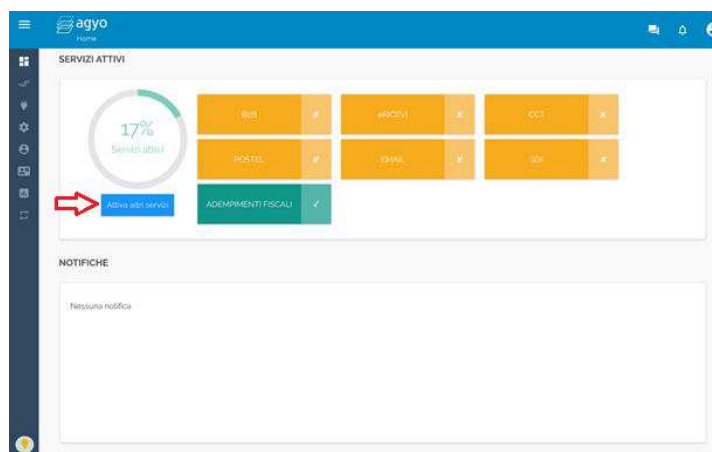 agyo
Home
SERVIZI ATTIVI
17%
Servizi attivi
Attiva altri servizi
B2B
eRICEVI
CCT
POSTEL
EMAIL
SDI
ADEMPIMENTI FISCALI
NOTIFICHE
Nessuna notifica